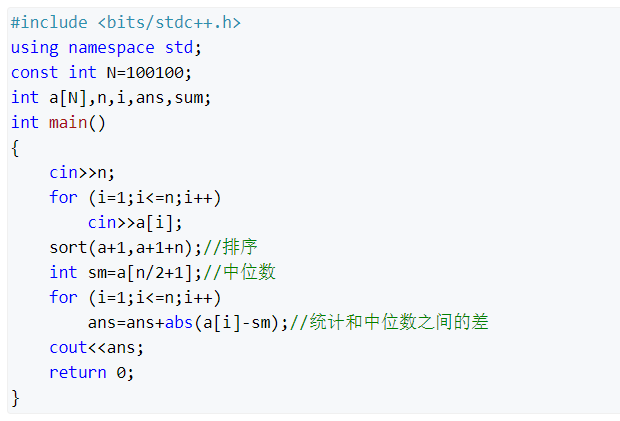 #include <bits/stdc++.h>
using namespace std;
const int N=100100;
int a[N],n,i,ans,sum;
int main()
{
    cin>>n;
    for (i=1;i<=n;i++)
        cin>>a[i];
    sort(a+1,a+1+n);//排序
    int sm=a[n/2+1];//中位数
    for (i=1;i<=n;i++)
        ans=ans+abs(a[i]-sm);//统计和中位数之间的差
    cout<<ans;
    return 0;
}